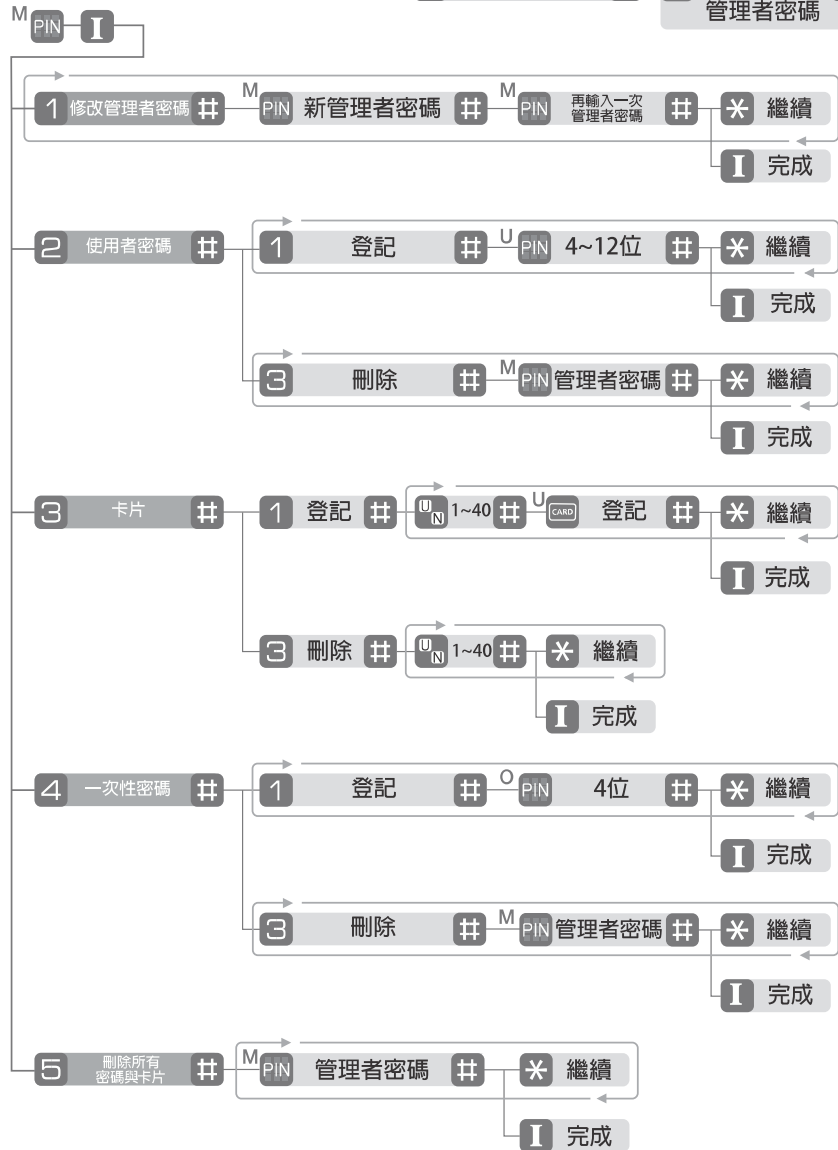 管理者密碼
M PIN I
1 修改管理者密碼 # M PIN 新管理者密碼 # M PIN 再輸入一次 # * 繼續
管理者密碼
I 完成
2 使用者密碼 # 1 登記 # U PIN 4~12位 # * 繼續
I 完成
3 刪除 # M PIN 管理者密碼 # * 繼續
I 完成
3 卡片 # 1 登記 # U N 1~40 # U CARD 登記 # * 繼續
I 完成
3 刪除 # U N 1~40 # * 繼續
I 完成
4 一次性密碼 # 1 登記 # O PIN 4位 # * 繼續
I 完成
3 刪除 # M PIN 管理者密碼 # * 繼續
I 完成
5 刪除所有 # M PIN 管理者密碼 # * 繼續
密碼與卡片
I 完成